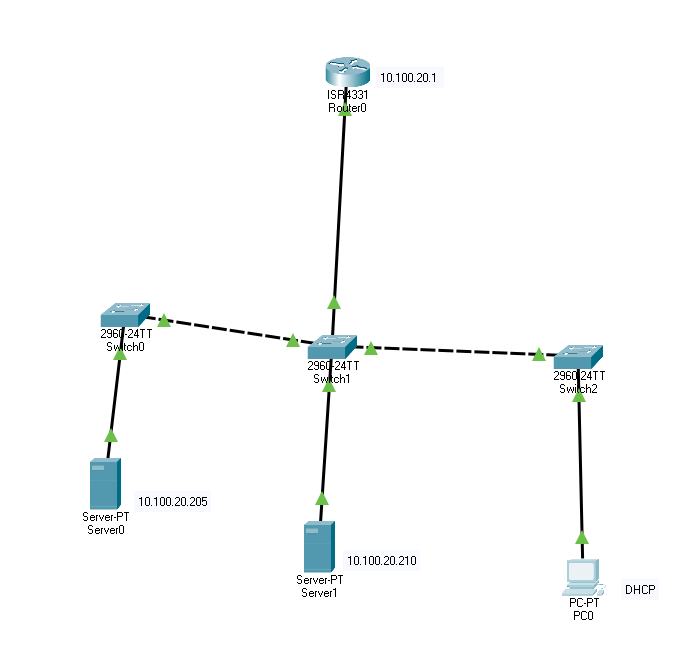 10.100.20.1
ISR4331
Router0
2960-24TT
Switch0
2960-24TT
Switch1
2960-24TT
Switch2
10.100.20.205
Server-PT
Server0
10.100.20.210
Server-PT
Server1
DHCP
PC-PT
PC0